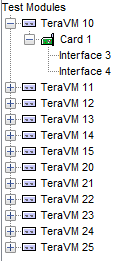 Test Modules
TeraVM 10
Card 1
Interface 3
Interface 4
TeraVM 11
TeraVM 12
TeraVM 13
TeraVM 14
TeraVM 15
TeraVM 20
TeraVM 21
TeraVM 22
TeraVM 23
TeraVM 24
TeraVM 25